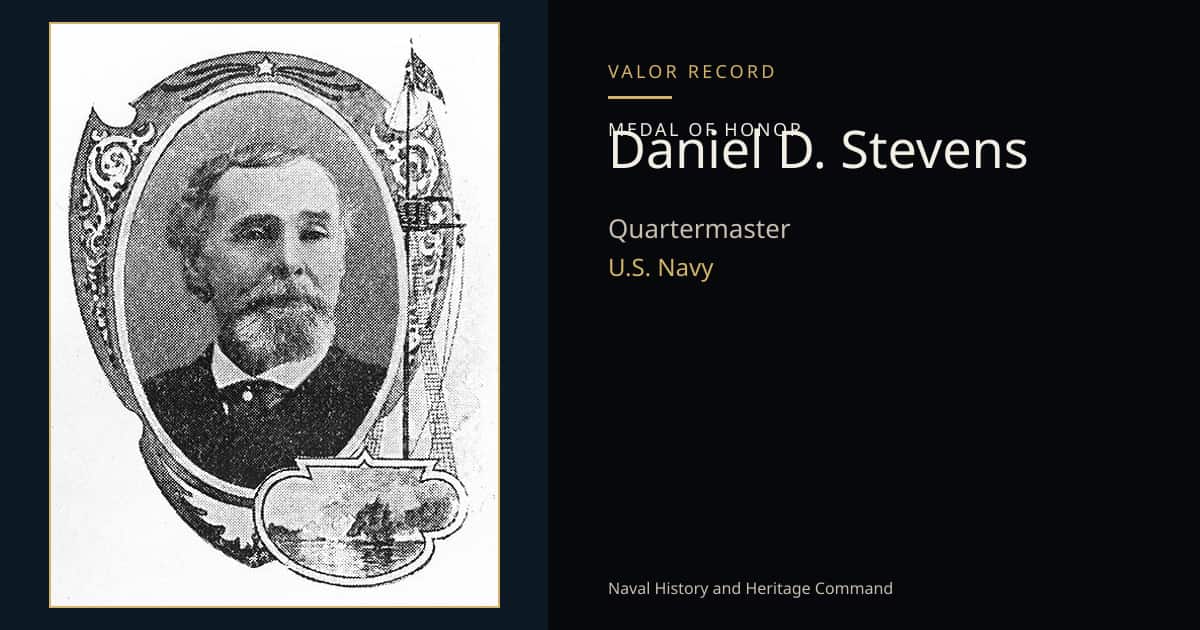 VALOR RECORD
MEDAL OF HONOR
Daniel D. Stevens
Quartermaster
U.S. Navy
Naval History and Heritage Command